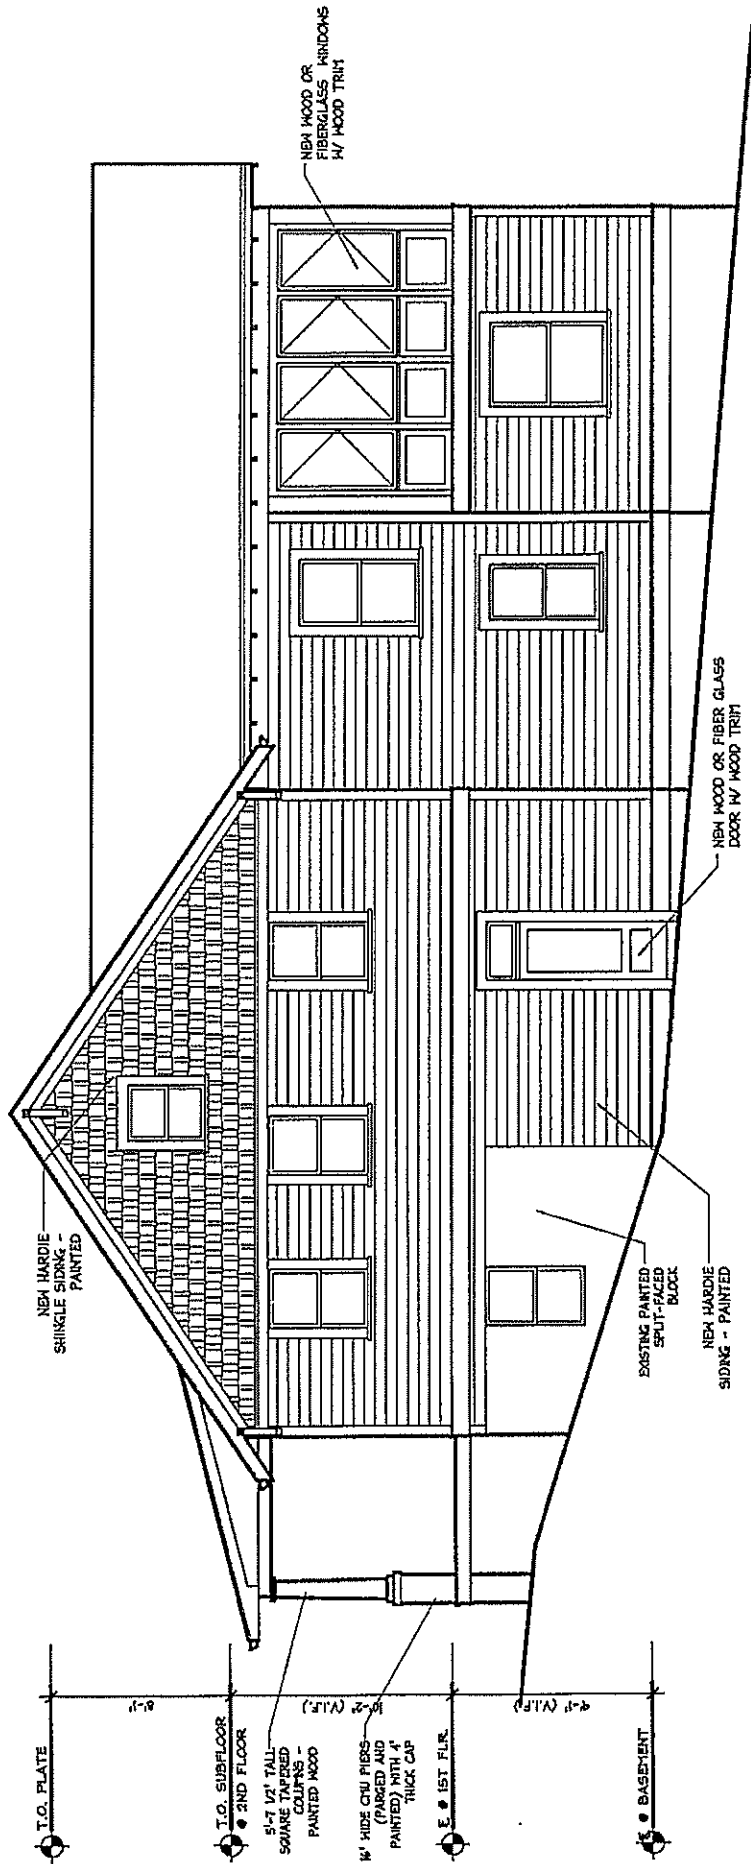 T.O. PLATE
8'-1"
T.O. SUBFLOOR
@ 2ND FLOOR
10'-2" (V.I.F.)
5'-7 1/2" TALL
SQUARE TAPERED
COLUMNS -
PAINTED WOOD
16" WIDE CMU PIERS
(PARGED AND
PAINTED) WITH 4"
THICK CAP
E @ 1ST FLR.
9'-1" (V.I.F.)
@ BASEMENT
NEW HARDIE
SHINGLE SIDING -
PAINTED
EXISTING PAINTED
SPLIT-FACED
BLOCK
NEW HARDIE
SIDING - PAINTED
NEW WOOD OR FIBER GLASS
DOOR W/ WOOD TRIM
NEW WOOD OR
FIBERGLASS WINDOWS
W/ WOOD TRIM